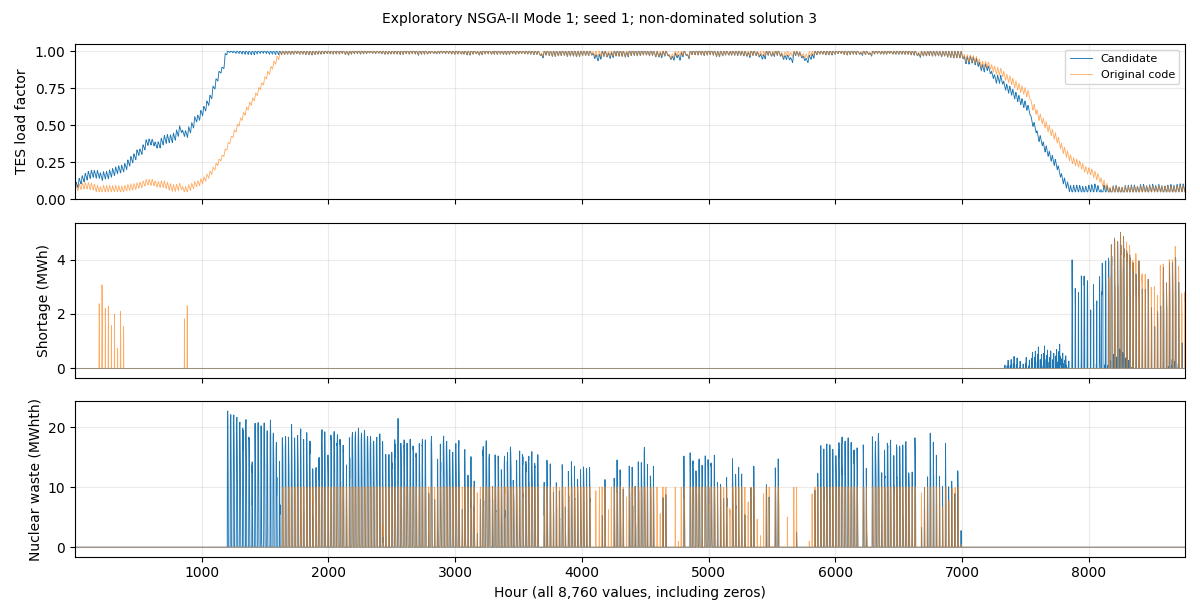 Exploratory NSGA-II Mode 1; seed 1; non-dominated solution 3
1.00
0.75
0.50
0.25
0.00
TES load factor
Candidate
Original code
4
2
0
Shortage (MWh)
20
10
0
Nuclear waste (MWhth)
1000 2000 3000 4000 5000 6000 7000 8000
Hour (all 8,760 values, including zeros)